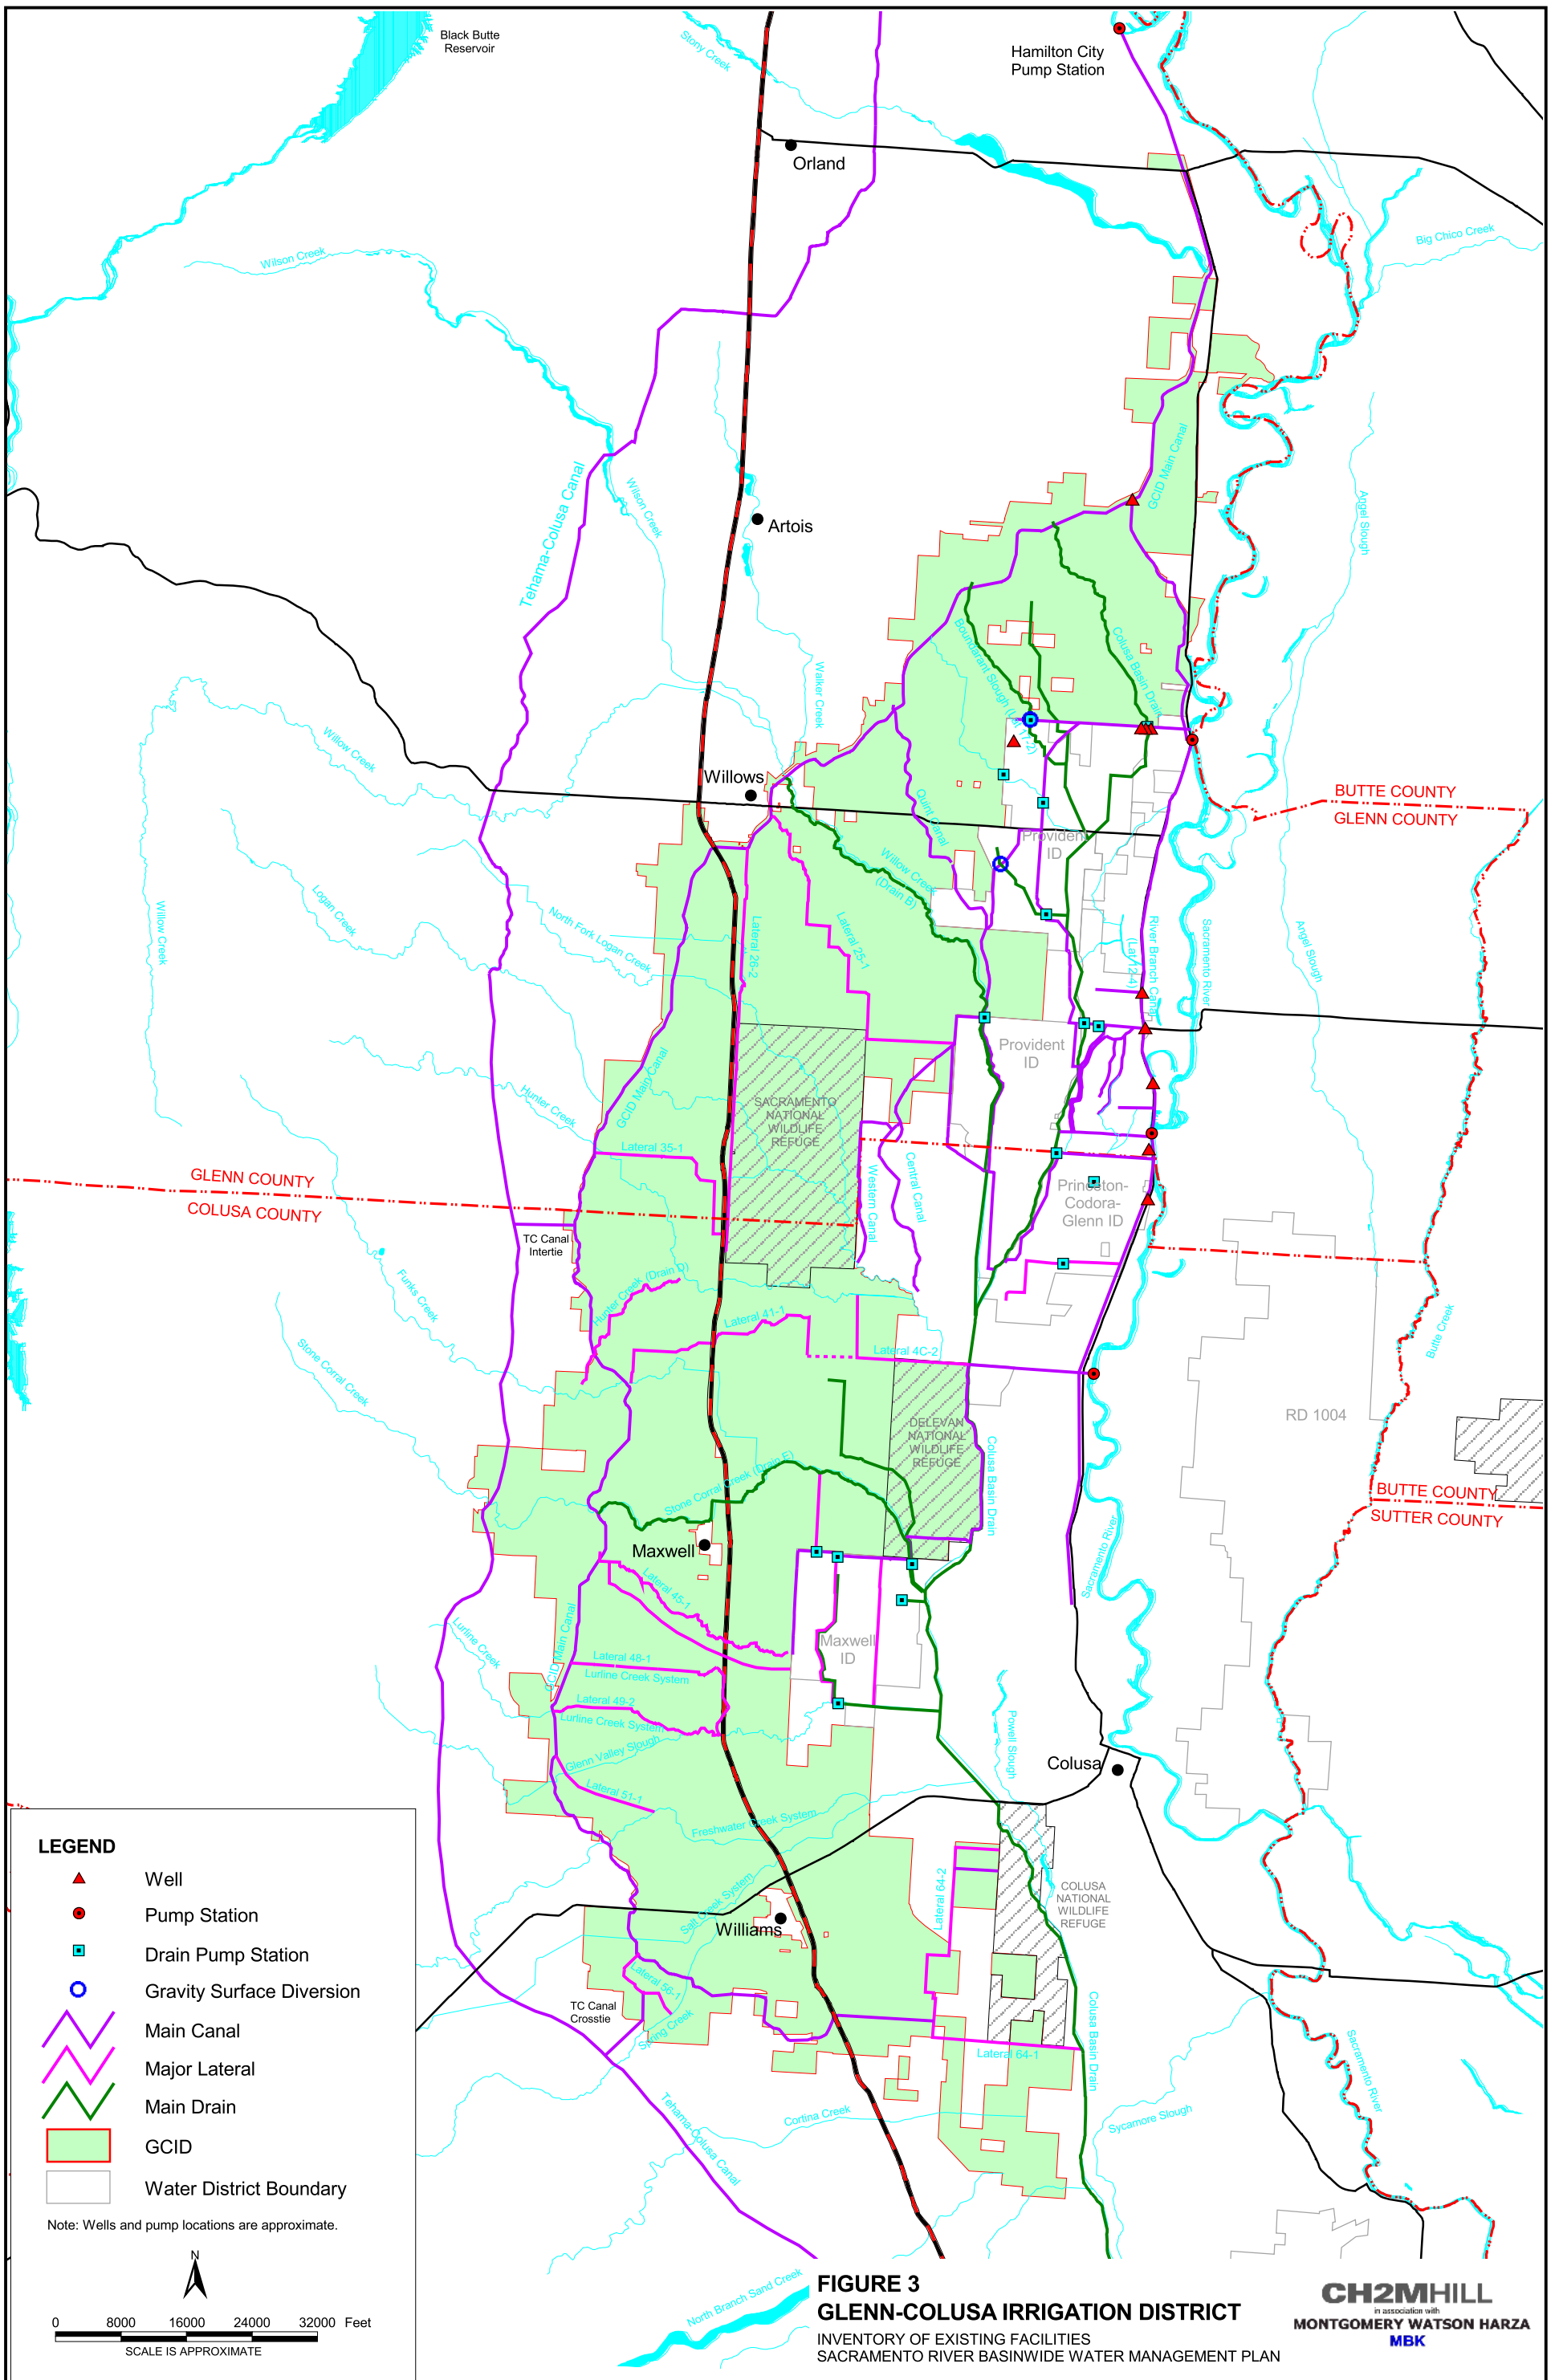 Black Butte
Reservoir
Stony Creek
Hamilton City
Pump Station
Orland
Wilson Creek
Big Chico Creek
Tehama-Colusa Canal
Wilson Creek
Artois
GCID Main Canal
Angel Slough
Walker Creek
Boundarant Slough (Lat 17-2)
Colusa Basin Drain
Willow Creek
Willows
BUTTE COUNTY
GLENN COUNTY
Quint Canal
Provident
ID
Willow Creek
(Drain B)
Willow Creek
Logan Creek
North Fork Logan Creek
Lateral 26-2
Lateral 25-1
River Branch Canal
(Lat 12-4)
Sacramento River
Angel Slough
Provident
ID
GCID Main Canal
Hunter Creek
SACRAMENTO
NATIONAL
WILDLIFE
REFUGE
Lateral 35-1
Western Canal
Central Canal
GLENN COUNTY
COLUSA COUNTY
Princeton-
Codora-
Glenn ID
TC Canal
Intertie
Funks Creek
Hunter Creek (Drain D)
Lateral 41-1
Lateral 4C-2
Stone Corral Creek
Butte Creek
RD 1004
DELEVAN
NATIONAL
WILDLIFE
REFUGE
Colusa Basin Drain
Stone Corral Creek (Drain E)
BUTTE COUNTY
SUTTER COUNTY
Maxwell
Sacramento River
Lateral 45-1
Lurline Creek
GCID Main Canal
Maxwell
ID
Lateral 48-1
Lurline Creek System
Lateral 49-2
Lurline Creek System
Glenn Valley Slough
Powell Slough
Colusa
Lateral 51-1
Freshwater Creek System
Salt Creek System
Lateral 64-2
COLUSA
NATIONAL
WILDLIFE
REFUGE
Williams
Lateral 56-1
TC Canal
Crosstie
Spring Creek
Lateral 64-1
Colusa Basin Drain
Sacramento River
Tehama-Colusa Canal
Cortina Creek
Sycamore Slough
North Branch Sand Creek
LEGEND
Well
Pump Station
Drain Pump Station
Gravity Surface Diversion
Main Canal
Major Lateral
Main Drain
GCID
Water District Boundary
Note: Wells and pump locations are approximate.
N
0 8000 16000 24000 32000 Feet
SCALE IS APPROXIMATE
FIGURE 3
GLENN-COLUSA IRRIGATION DISTRICT
INVENTORY OF EXISTING FACILITIES
SACRAMENTO RIVER BASINWIDE WATER MANAGEMENT PLAN
CH2MHILL
in association with
MONTGOMERY WATSON HARZA
MBK